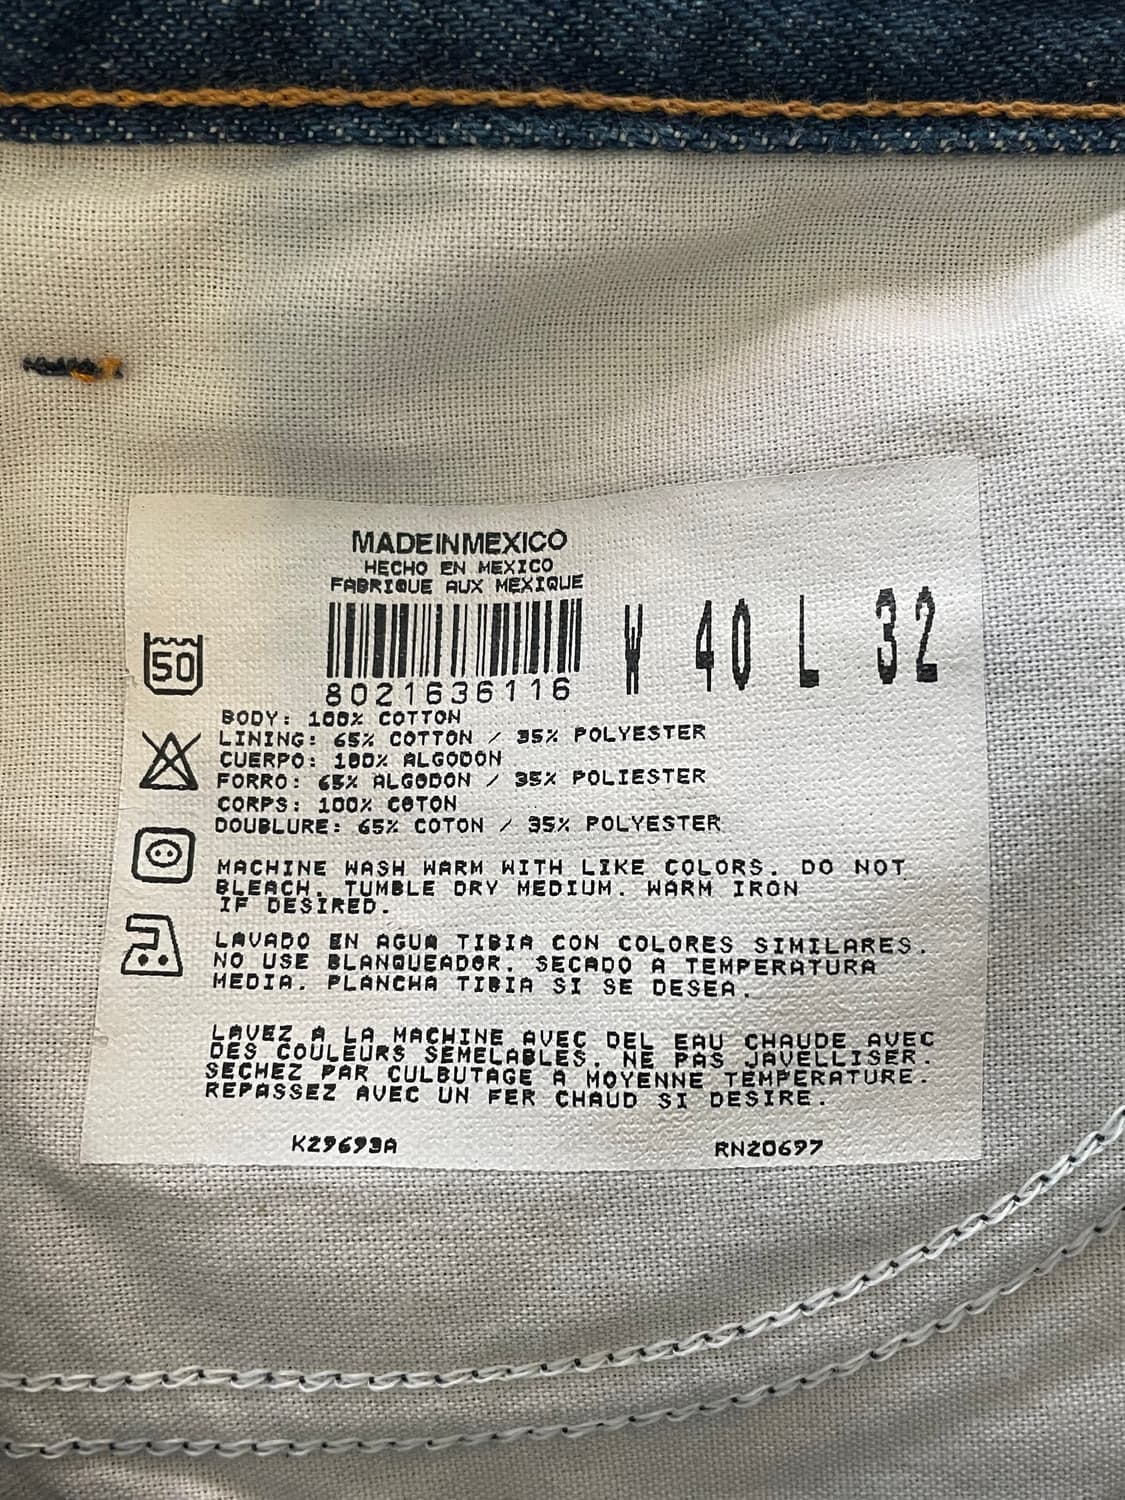 MADE IN MEXICO
HECHO EN MEXICO
FABRIQUE AUX MEXIQUE
W 40 L 32
50
8021636116
BODY: 100% COTTON
LINING: 65% COTTON / 35% POLYESTER
CUERPO: 100% ALGODON
FORRO: 65% ALGODON / 35% POLIESTER
CORPS: 100% COTON
DOUBLURE: 65% COTON / 35% POLYESTER
MACHINE WASH WARM WITH LIKE COLORS. DO NOT
BLEACH. TUMBLE DRY MEDIUM. WARM IRON
IF DESIRED.
LAVADO EN AGUA TIBIA CON COLORES SIMILARES.
NO USE BLANQUEADOR. SECADO A TEMPERATURA
MEDIA. PLANCHA TIBIA SI SE DESEA.
LAVEZ A LA MACHINE AVEC DEL EAU CHAUDE AVEC
DES COULEURS SEMELABLES. NE PAS JAVELLISER.
SECHEZ PAR CULBUTAGE A MOYENNE TEMPERATURE.
REPASSEZ AVEC UN FER CHAUD SI DESIRE.
K29693A
RN20697